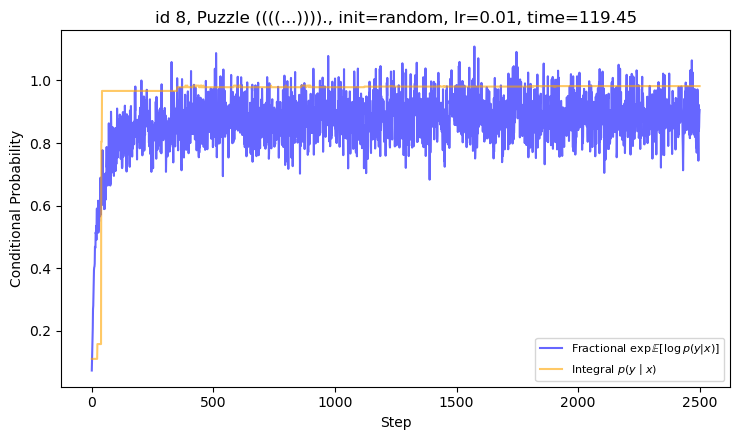 id 8, Puzzle ((((...))))., init=random, lr=0.01, time=119.45
Conditional Probability
1.0
0.8
0.6
0.4
0.2
0
500
1000
1500
2000
2500
Step
Fractional exp𝔼[log p(y|x)]
Integral p(y | x)